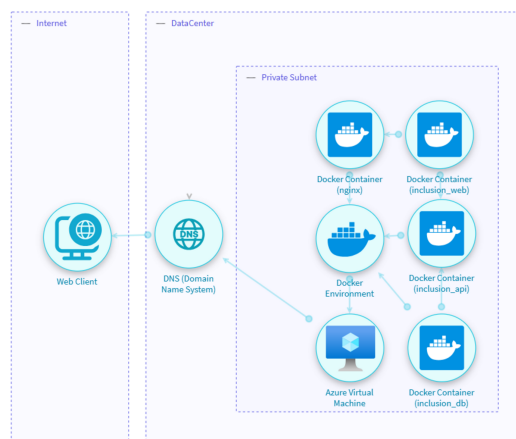 — Internet
— DataCenter
— Private Subnet
Docker Container
(nginx)
Docker Container
(inclusion_web)
DNS
Web Client
DNS (Domain
Name System)
Docker
Environment
Docker Container
(inclusion_api)
Azure Virtual
Machine
Docker Container
(inclusion_db)